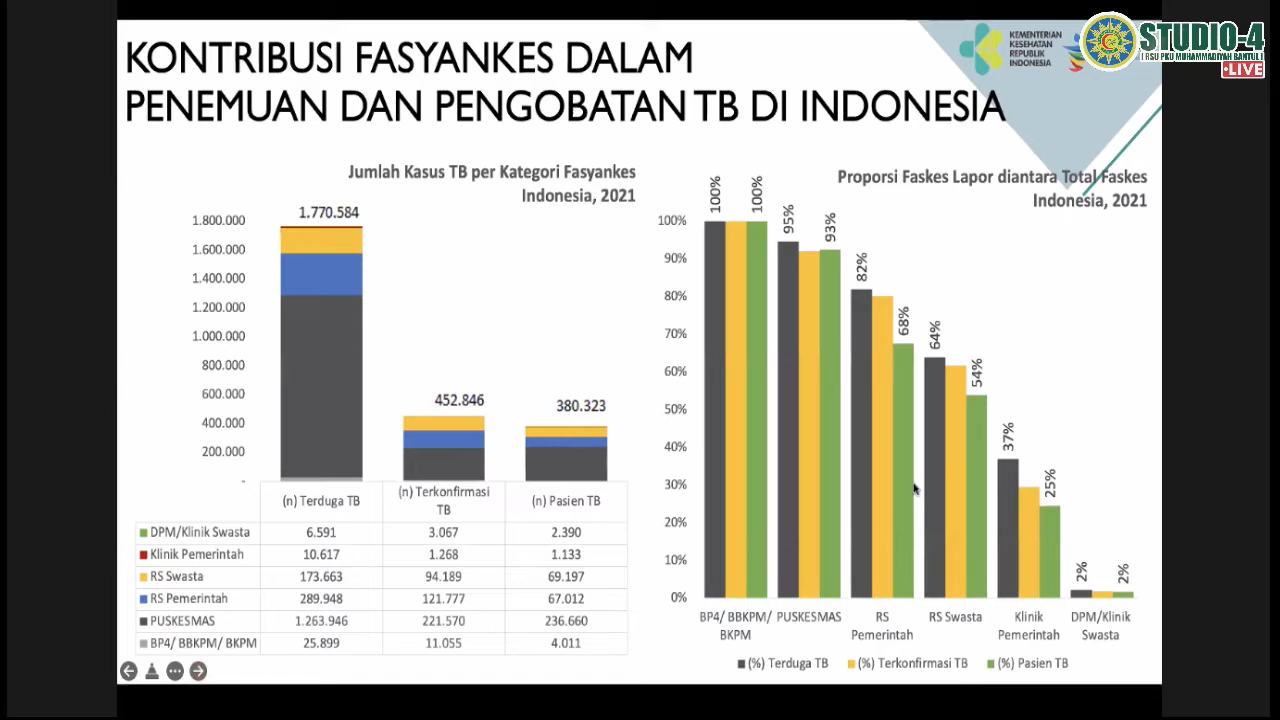 KONTRIBUSI FASYANKES DALAM
PENEMUAN DAN PENGOBATAN TB DI INDONESIA
KEMENTERIAN
KESEHATAN
REPUBLIK
INDONESIA
STUDIO-4
[ RSU PKU MUHAMMADIYAH BANTUL ]
LIVE
Jumlah Kasus TB per Kategori Fasyankes
Indonesia, 2021
1.770.584
452.846
380.323
1.800.000
1.600.000
1.400.000
1.200.000
1.000.000
800.000
600.000
400.000
200.000
-
(n) Terduga TB (n) Terkonfirmasi TB (n) Pasien TB
DPM/Klinik Swasta 6.591 3.067 2.390
Klinik Pemerintah 10.617 1.268 1.133
RS Swasta 173.663 94.189 69.197
RS Pemerintah 289.948 121.777 67.012
PUSKESMAS 1.263.946 221.570 236.660
BP4/ BBKPM/ BKPM 25.899 11.055 4.011
Proporsi Faskes Lapor diantara Total Faskes
Indonesia, 2021
100% 100% 95% 93% 82% 68% 64% 54% 37% 25% 2% 2%
100%
90%
80%
70%
60%
50%
40%
30%
20%
10%
0%
BP4/ BBKPM/ BKPM
PUSKESMAS
RS Pemerintah
RS Swasta
Klinik Pemerintah
DPM/Klinik Swasta
(%) Terduga TB (%) Terkonfirmasi TB (%) Pasien TB